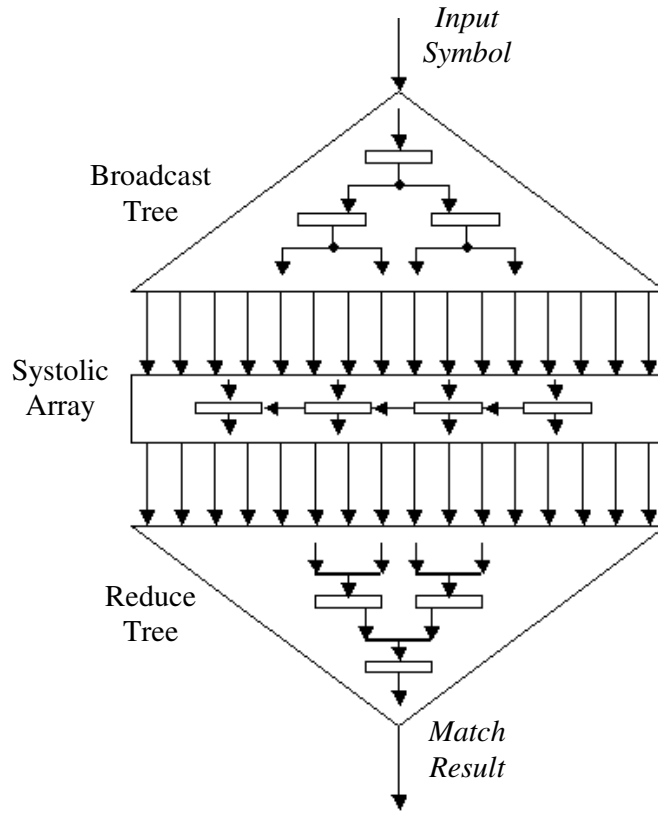 Input
Symbol
Broadcast
Tree
Systolic
Array
Reduce
Tree
Match
Result